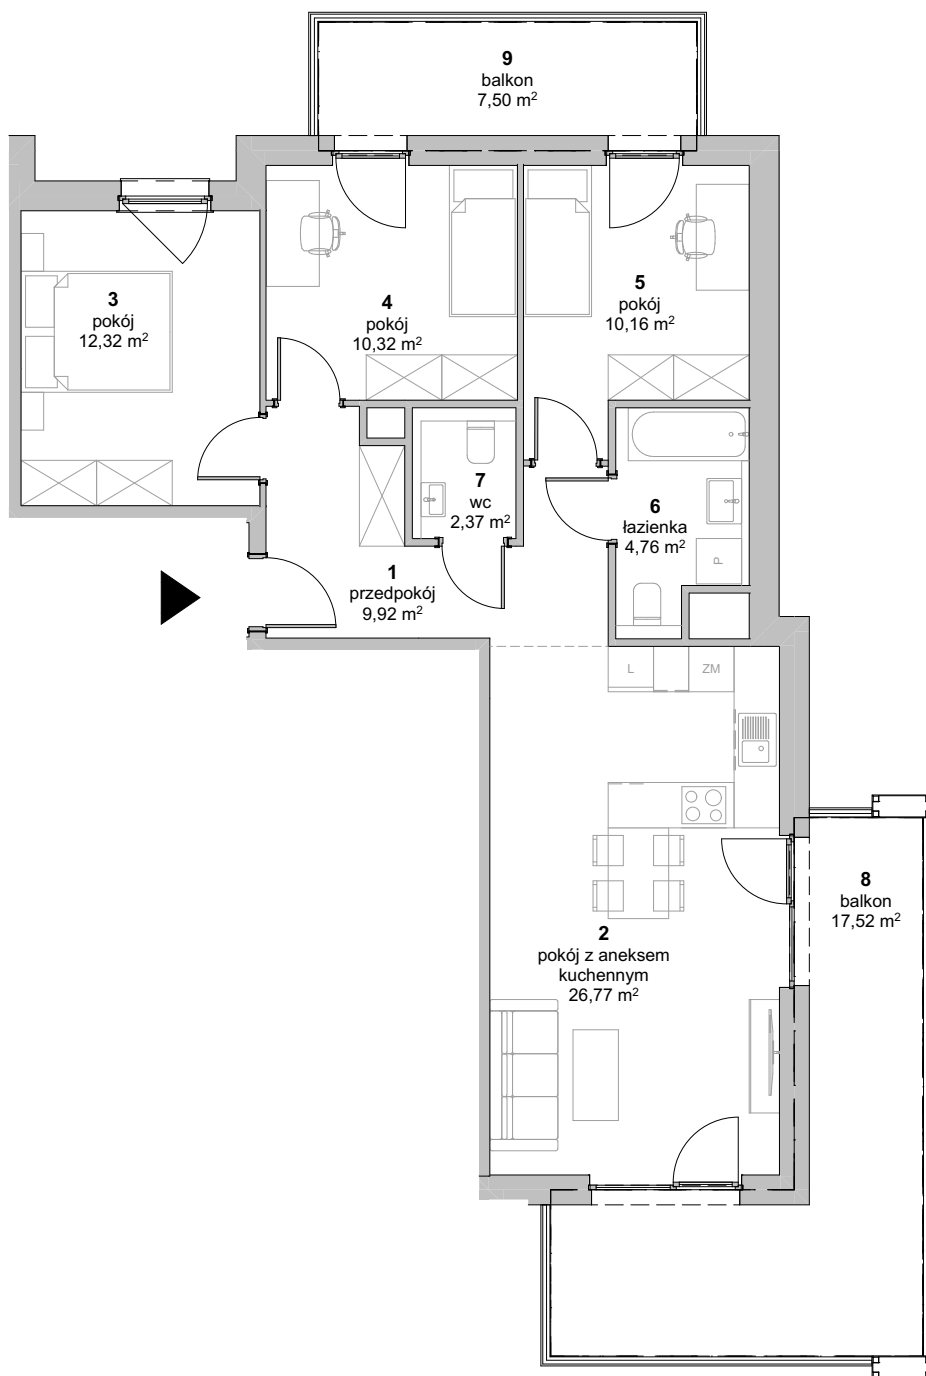 9
balkon
7,50 m²
3
pokój
12,32 m²
4
pokój
10,32 m²
5
pokój
10,16 m²
7
wc
2,37 m²
6
łazienka
4,76 m²
P
1
przedpokój
9,92 m²
L
ZM
8
balkon
17,52 m²
2
pokój z aneksem
kuchennym
26,77 m²